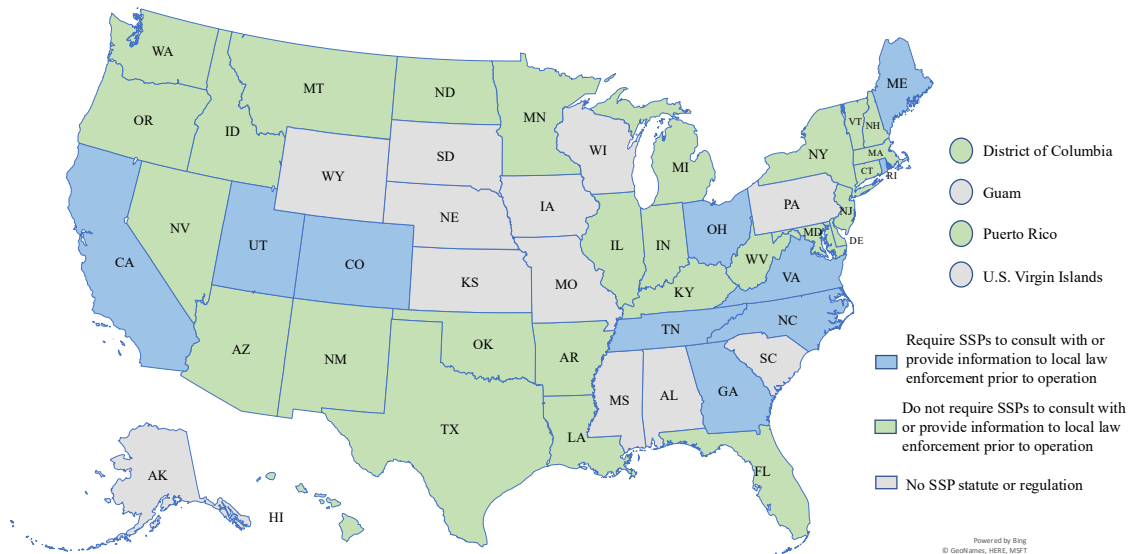 WA
MT
ND
MN
ME
OR
ID
SD
WI
VT
NH
NY
MA
MI
CT
RI
WY
IA
NE
PA
NJ
NV
UT
CO
IL
IN
OH
MD
DE
WV
CA
KS
MO
VA
KY
TN
NC
AZ
NM
OK
AR
SC
MS
AL
GA
TX
LA
FL
AK
HI
District of Columbia
Guam
Puerto Rico
U.S. Virgin Islands
Require SSPs to consult with or
provide information to local law
enforcement prior to operation
Do not require SSPs to consult with
or provide information to local law
enforcement prior to operation
No SSP statute or regulation
Powered by Bing
© GeoNames, HERE, MSFT